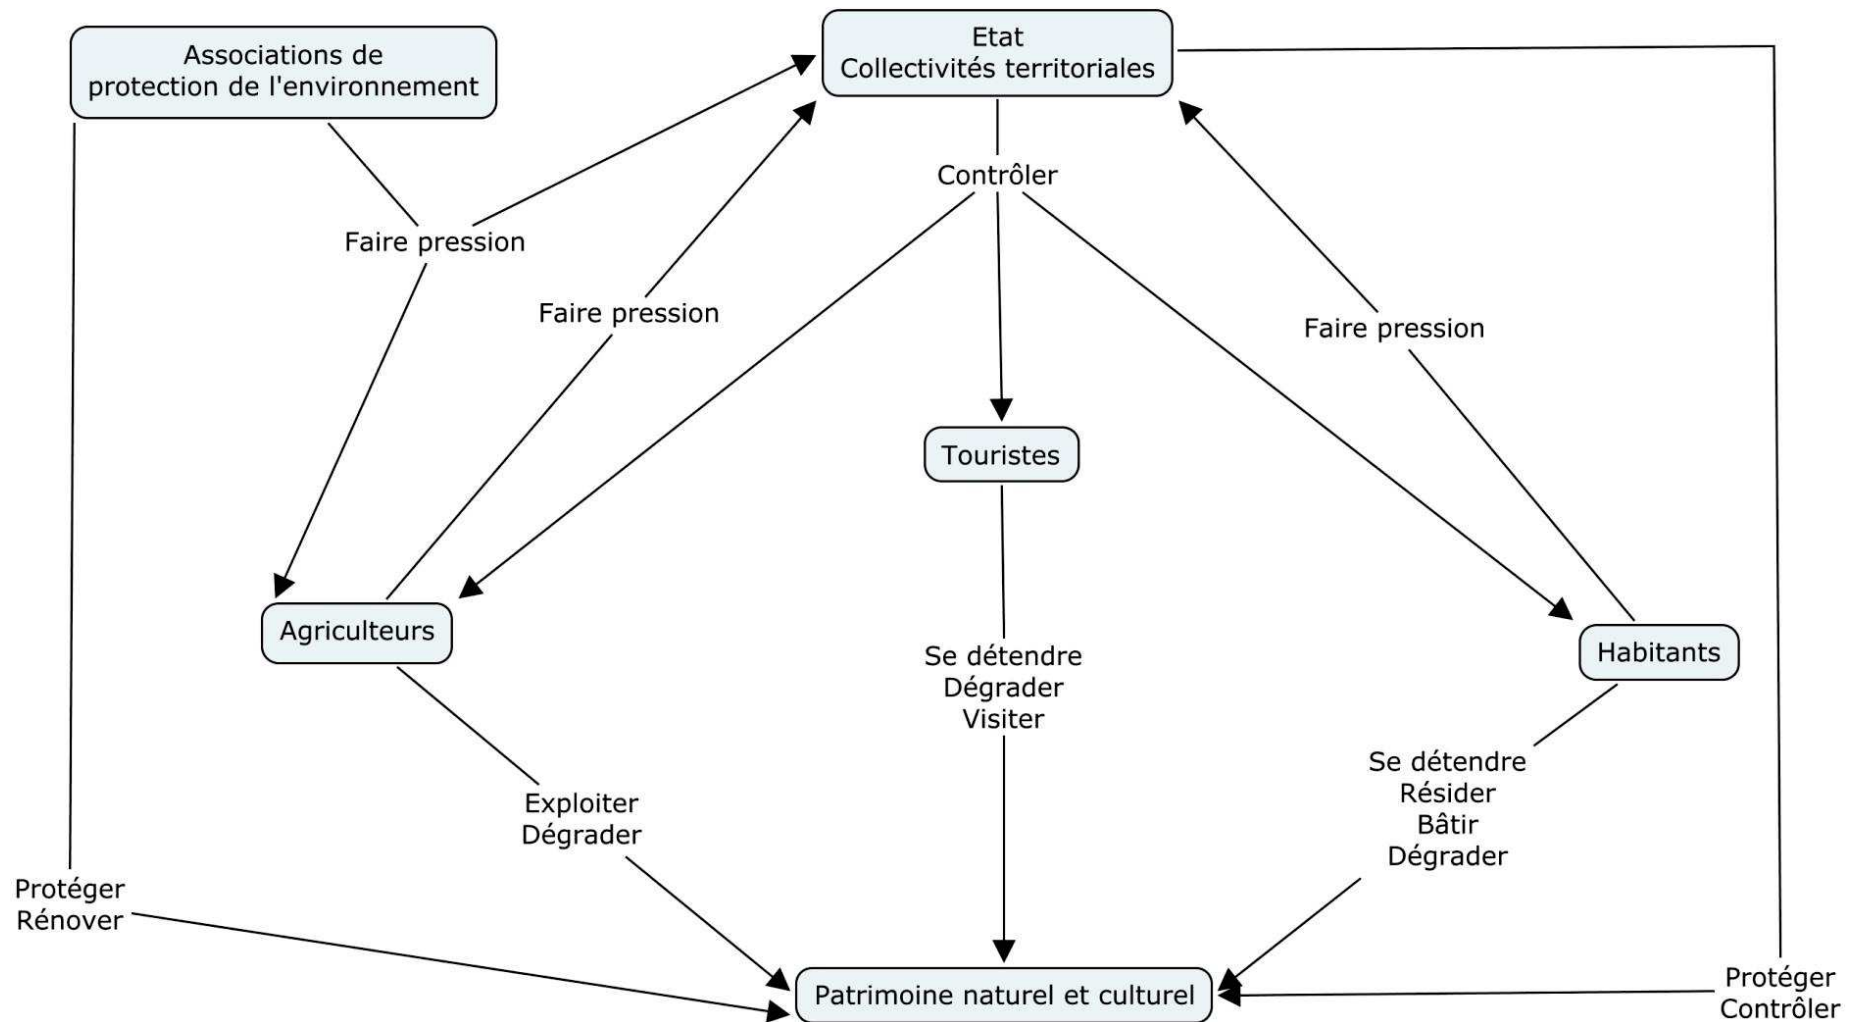 Associations de
protection de l'environnement
Etat
Collectivités territoriales
Contrôler
Faire pression
Faire pression
Faire pression
Touristes
Agriculteurs
Habitants
Se détendre
Dégrader
Visiter
Se détendre
Résider
Bâtir
Dégrader
Exploiter
Dégrader
Protéger
Rénover
Patrimoine naturel et culturel
Protéger
Contrôler